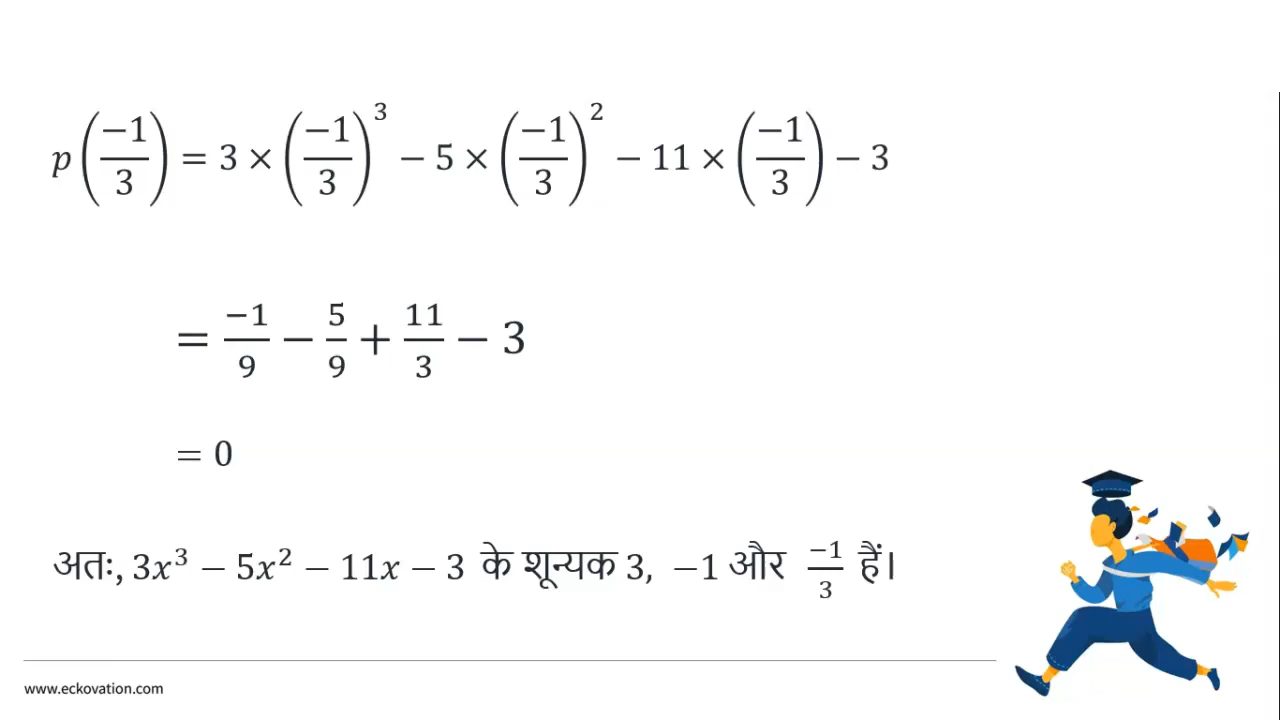 p(−1/3) = 3 × (−1/3)³ − 5 × (−1/3)² − 11 × (−1/3) − 3
= −1/9 − 5/9 + 11/3 − 3
= 0
अतः, 3x³ − 5x² − 11x − 3 के शून्यक 3, −1 और −1/3 हैं।
www.eckovation.com